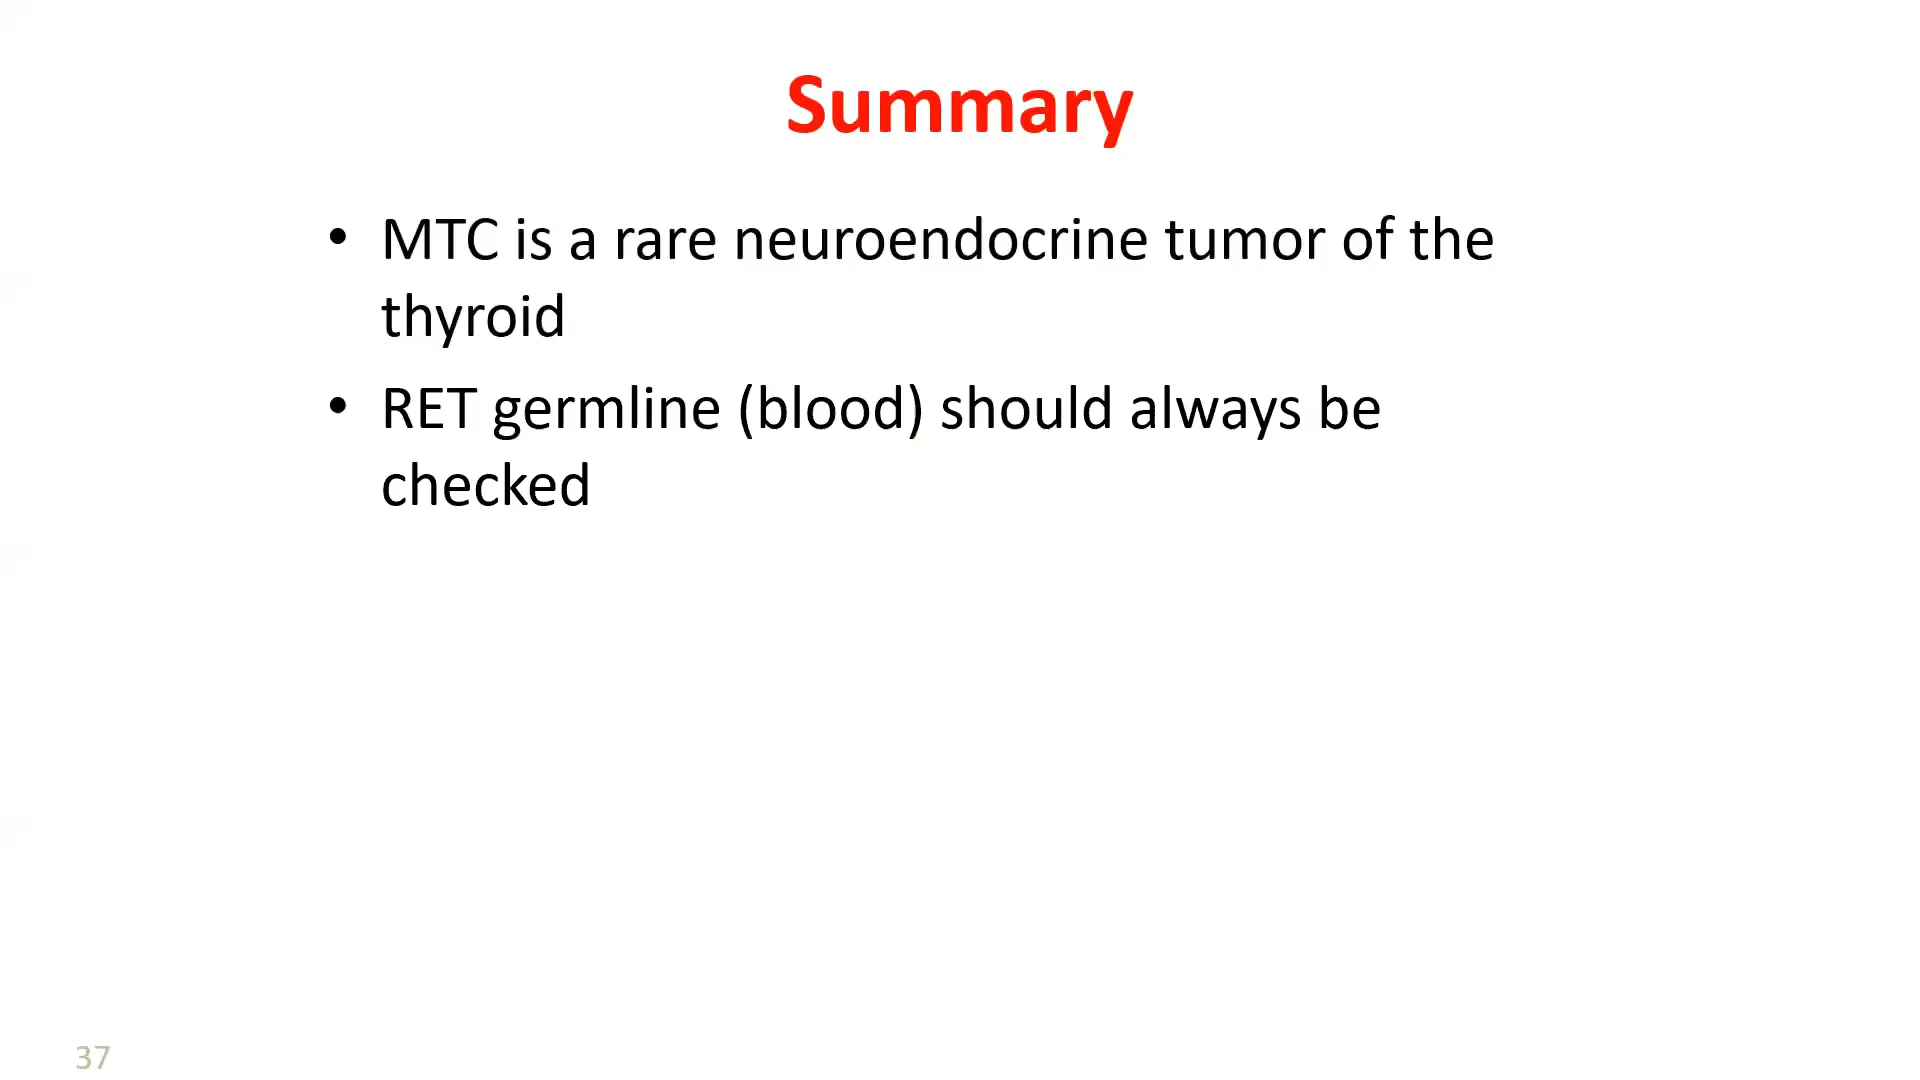 Summary
• MTC is a rare neuroendocrine tumor of the
thyroid
• RET germline (blood) should always be
checked
37